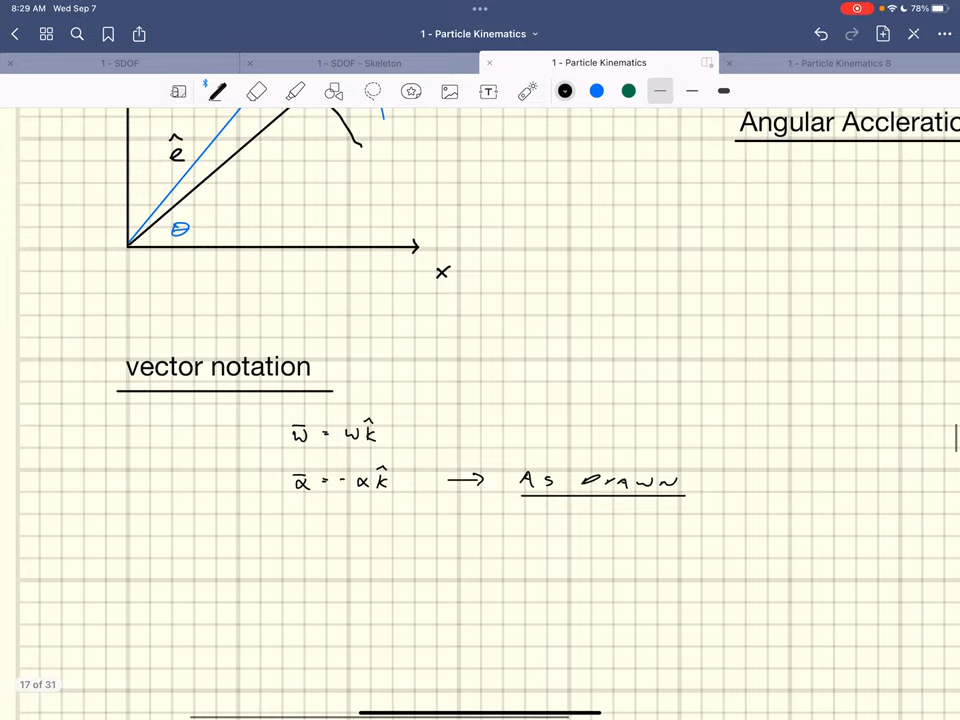 8:29 AM Wed Sep 7
78%
1 - Particle Kinematics
1 - SDOF
1 - SDOF - Skeleton
1 - Particle Kinematics
1 - Particle Kinematics 8
T
Angular Accleratio
ê
θ
x
vector notation
ω̄ = ωk̂
ᾱ = - αk̂ → As Drawn
17 of 31